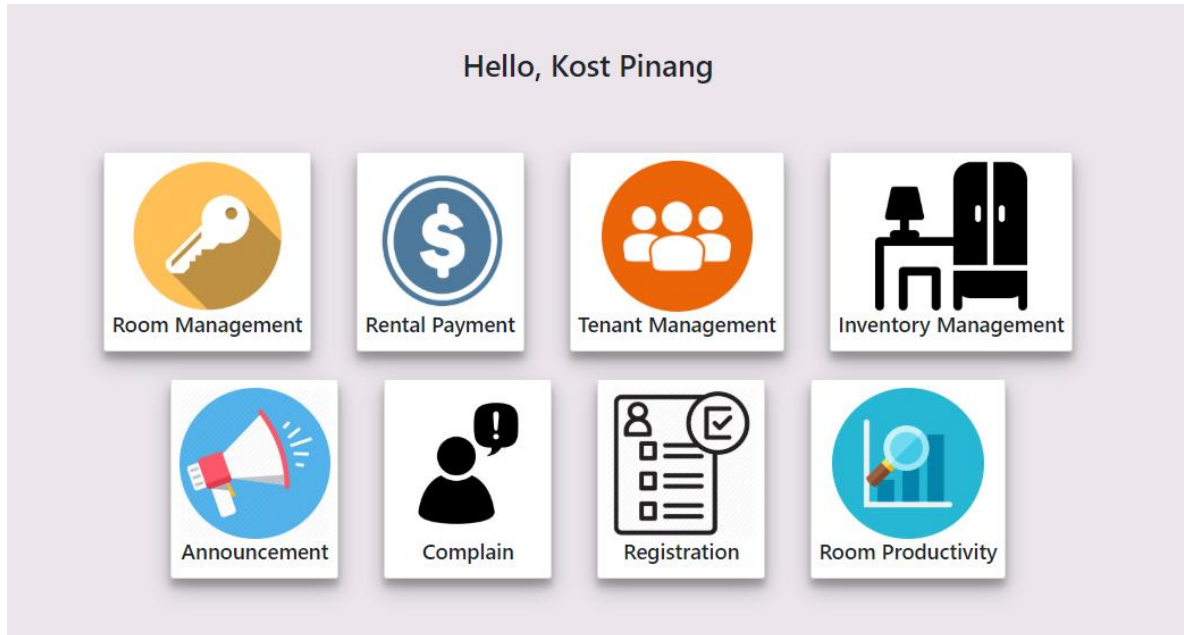 Hello, Kost Pinang
Room Management
Rental Payment
Tenant Management
Inventory Management
Announcement
Complain
Registration
Room Productivity